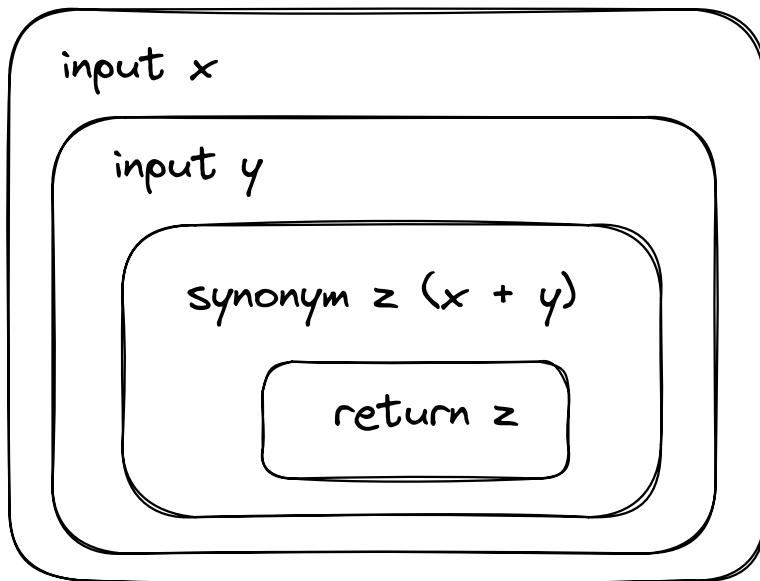 input x
input y
synonym z (x + y)
return z